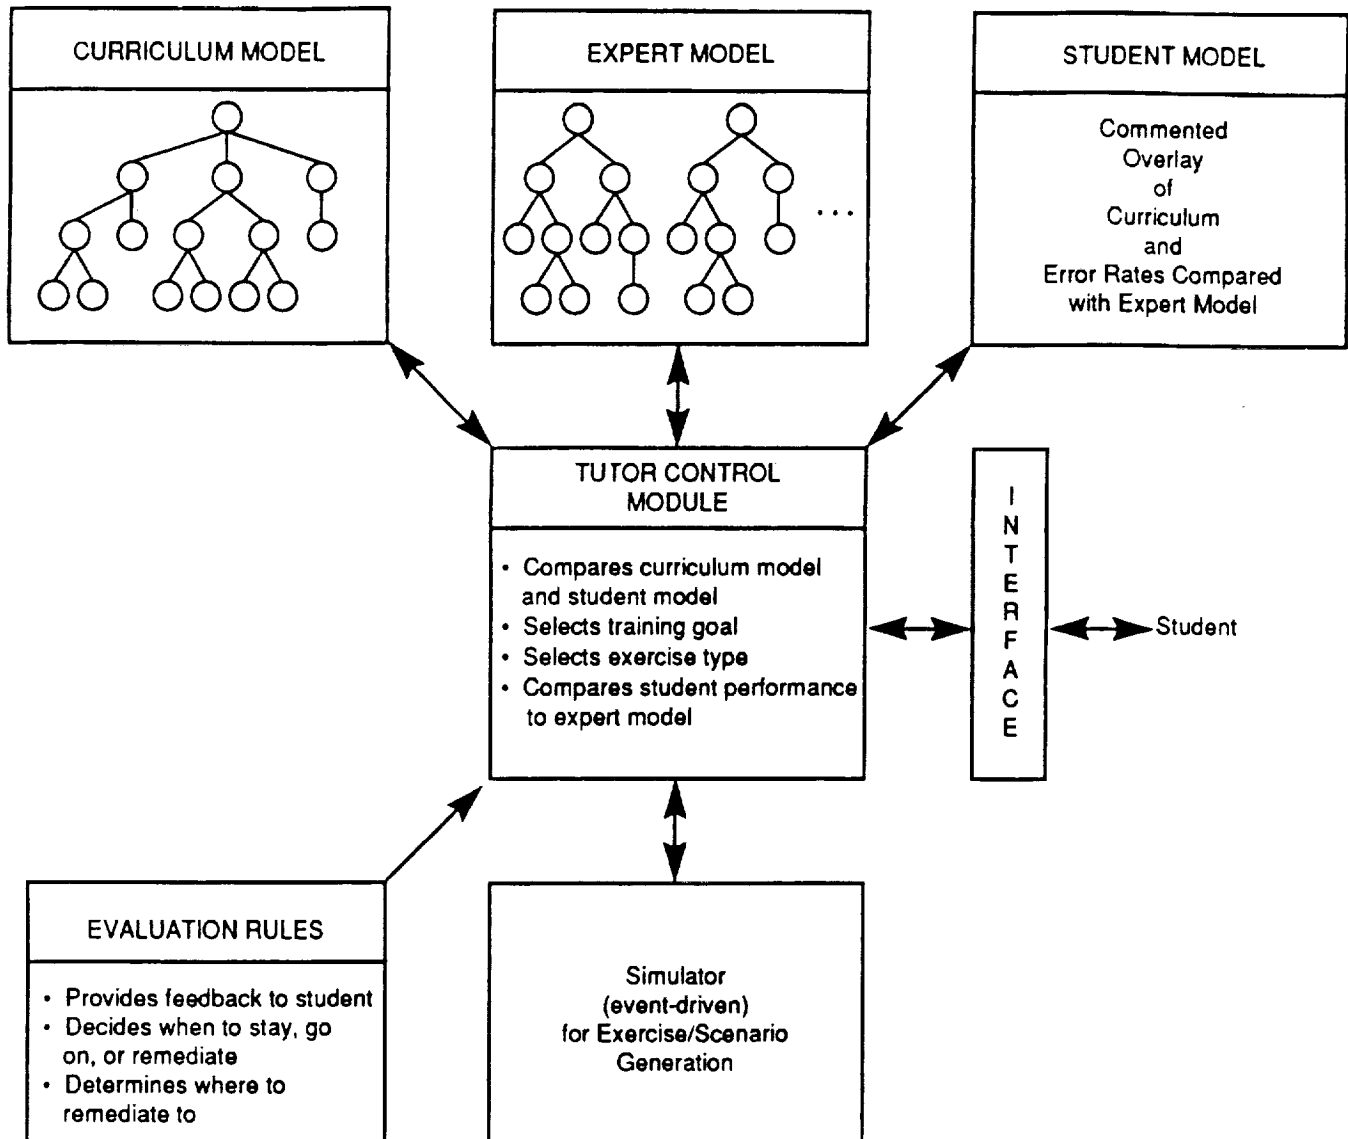 CURRICULUM MODEL
EXPERT MODEL
STUDENT MODEL
Commented
Overlay
of
Curriculum
and
Error Rates Compared
with Expert Model
. . .
TUTOR CONTROL
MODULE
• Compares curriculum model
and student model
• Selects training goal
• Selects exercise type
• Compares student performance
to expert model
INTERFACE
Student
EVALUATION RULES
• Provides feedback to student
• Decides when to stay, go
on, or remediate
• Determines where to
remediate to
Simulator
(event-driven)
for Exercise/Scenario
Generation